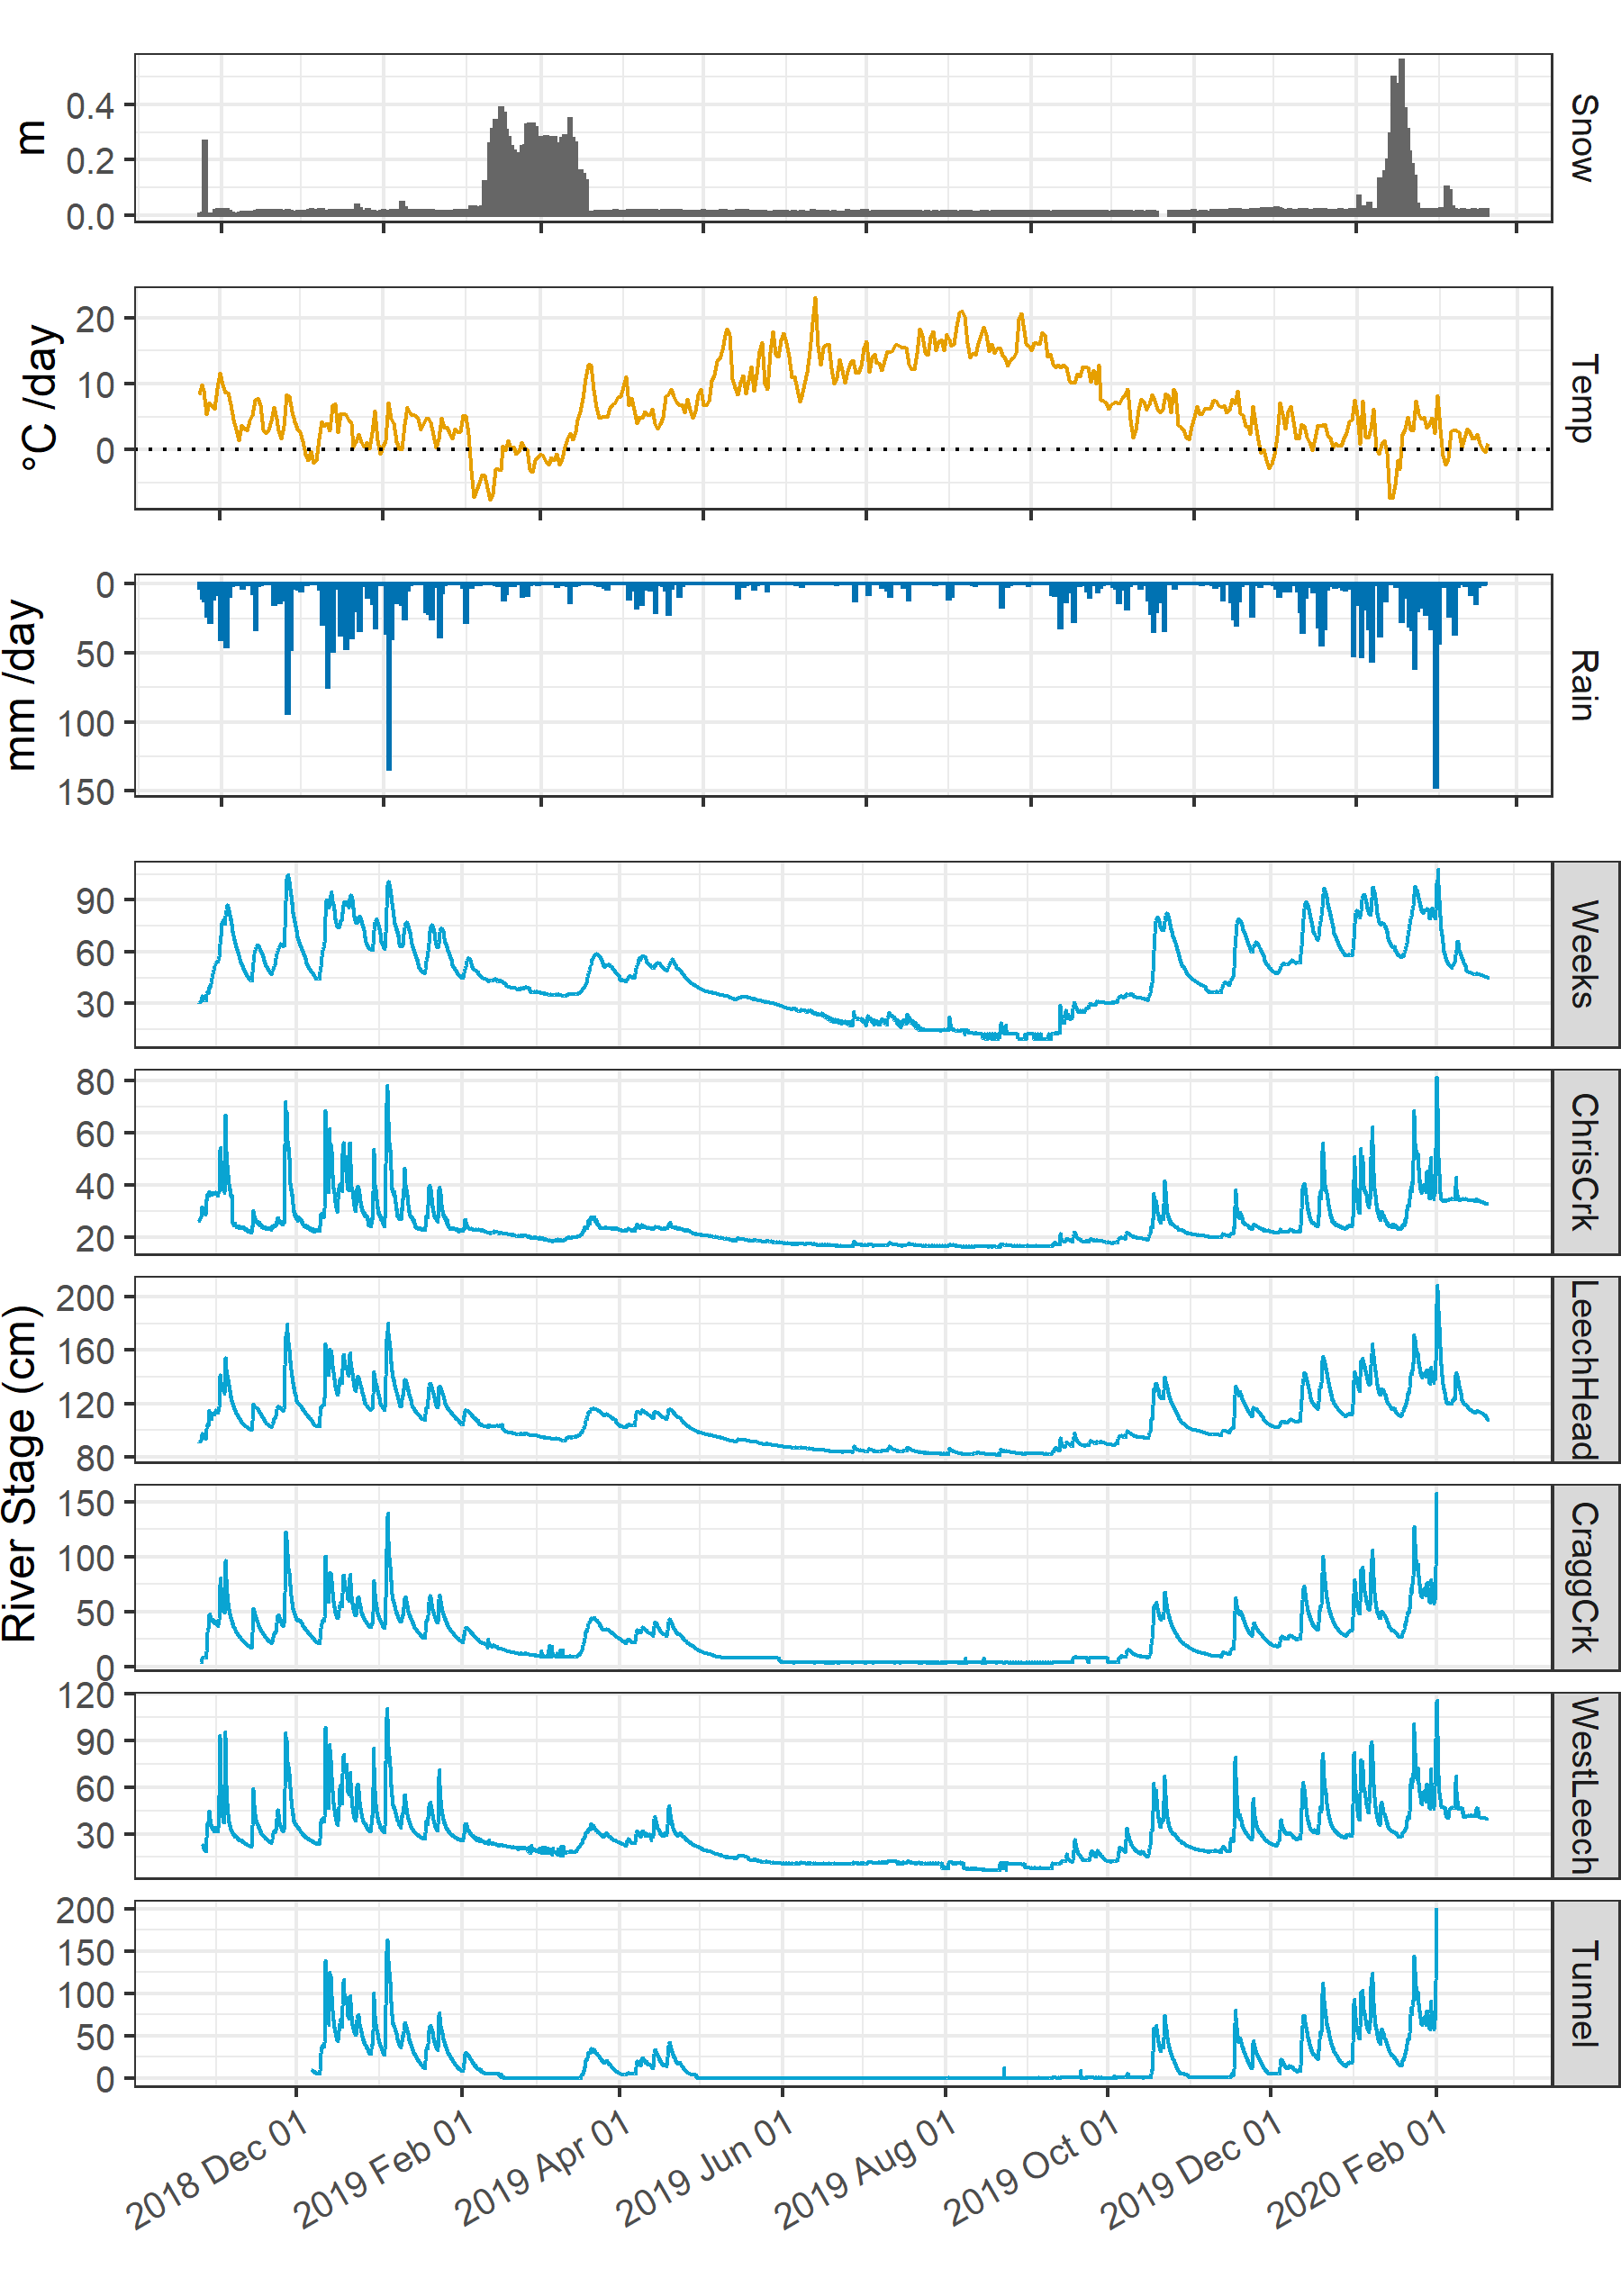 m
0.4
0.2
0.0
Snow
°C /day
20
10
0
Temp
mm /day
0
50
100
150
Rain
River Stage (cm)
90
60
30
Weeks
80
60
40
20
ChrisCrk
200
160
120
80
LeechHead
150
100
50
0
CraggCrk
120
90
60
30
WestLeech
200
150
100
50
0
Tunnel
2018 Dec 01
2019 Feb 01
2019 Apr 01
2019 Jun 01
2019 Aug 01
2019 Oct 01
2019 Dec 01
2020 Feb 01